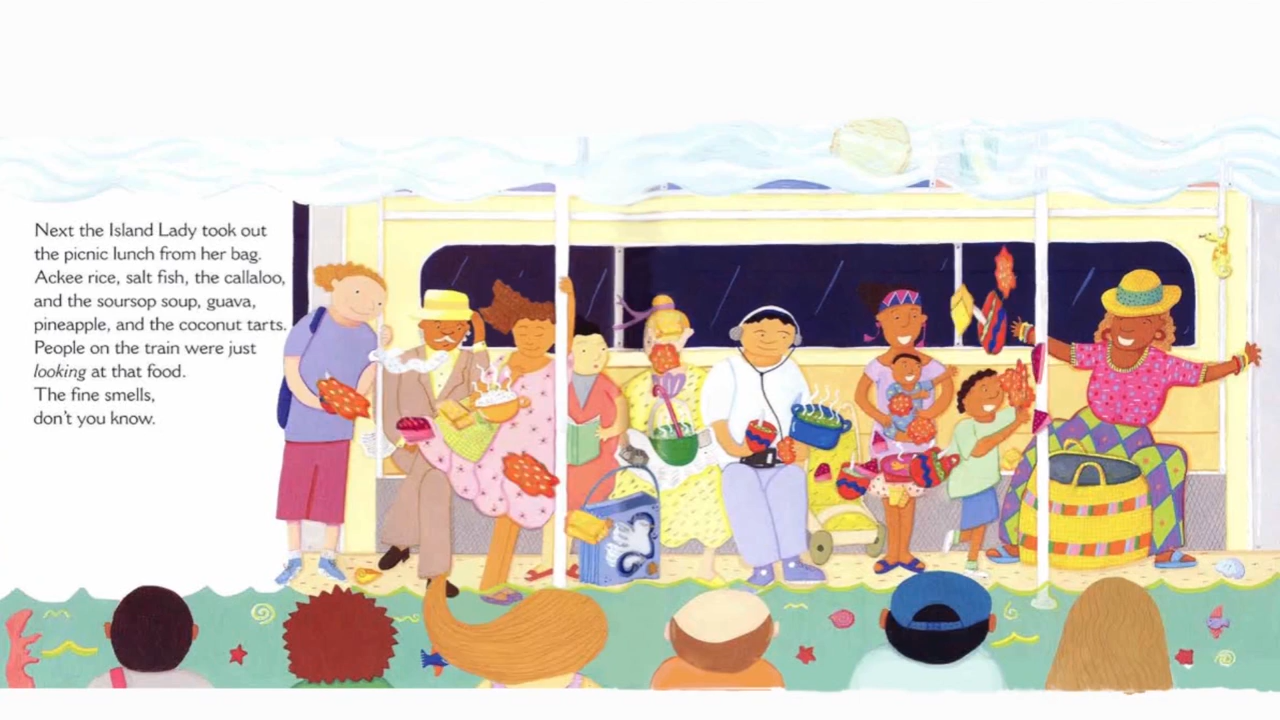 Next the Island Lady took out
the picnic lunch from her bag.
Ackee rice, salt fish, the callaloo,
and the soursop soup, guava,
pineapple, and the coconut tarts.
People on the train were just
looking at that food.
The fine smells,
don't you know.